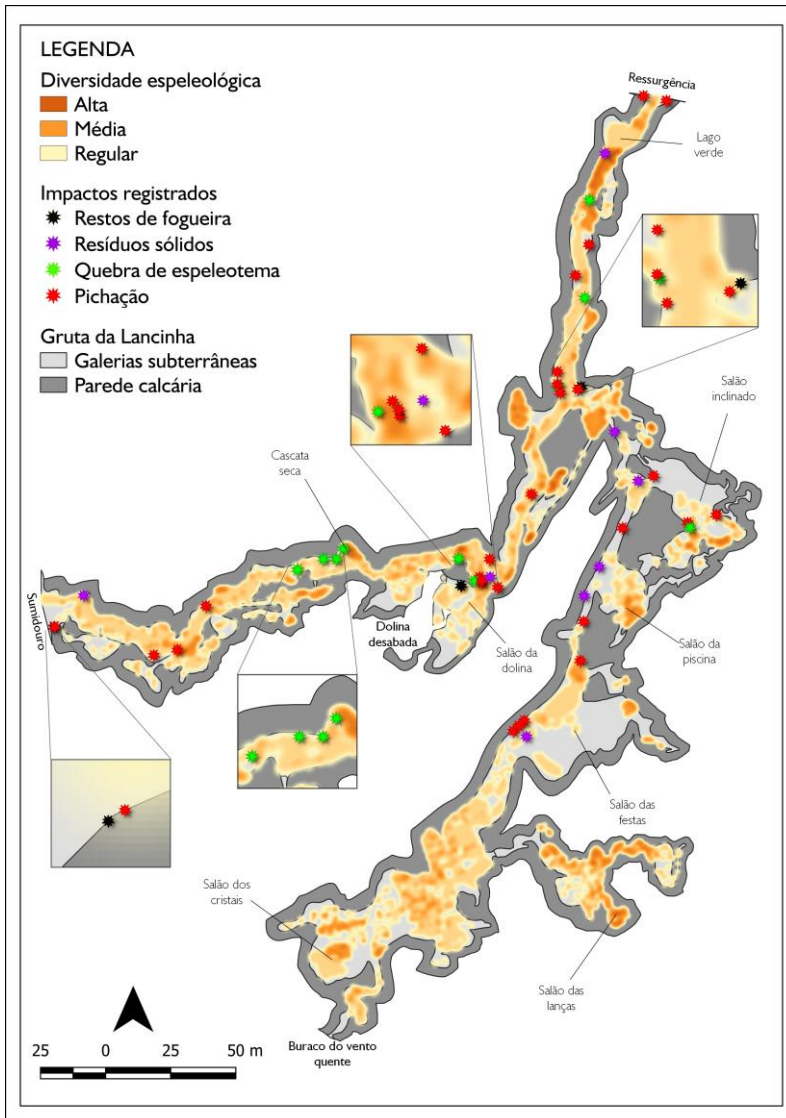 LEGENDA
Diversidade espeleológica
Alta
Média
Regular
Impactos registrados
Restos de fogueira
Resíduos sólidos
Quebra de espeleotema
Pichação
Gruta da Lancinha
Galerias subterrâneas
Parede calcária
Ressurgência
Lago
verde
Salão
inclinado
Cascata
seca
Sumidouro
Dolina
desabada
Salão da
dolina
Salão da
piscina
Salão das
festas
Salão dos
cristais
Salão das
lanças
Buraco do vento
quente
25 0 25 50 m